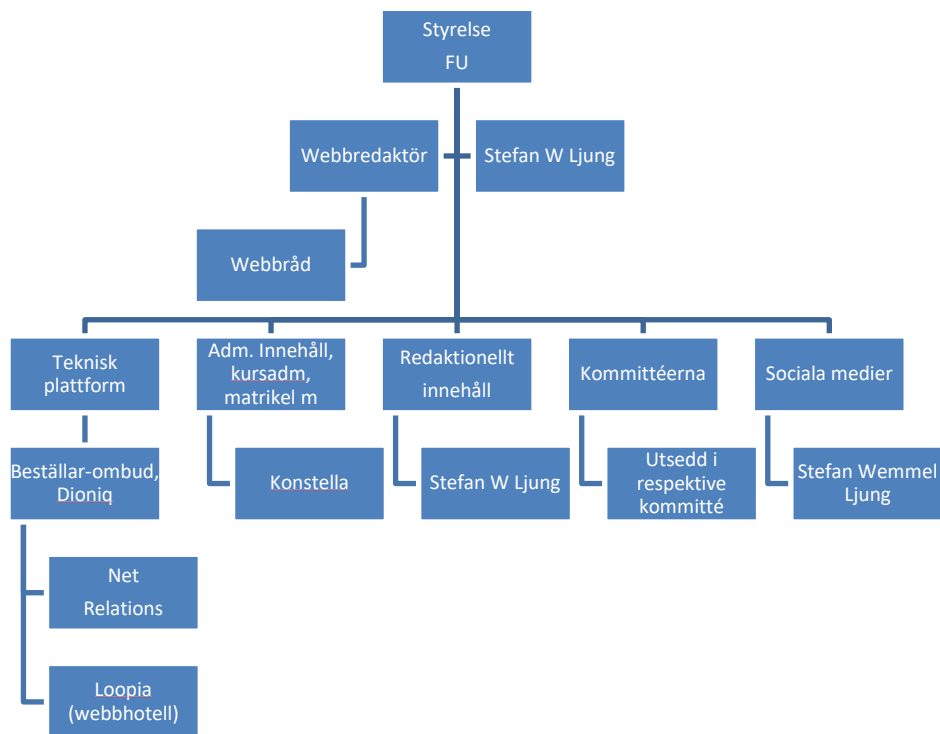 Styrelse
FU
Webbredaktör
Stefan W Ljung
Webbråd
Teknisk
plattform
Adm. Innehåll,
kursadm,
matrikel m
Redaktionellt
innehåll
Kommittéerna
Sociala medier
Beställar-ombud,
Dioniq
Konstella
Stefan W Ljung
Utsedd i
respektive
kommitté
Stefan Wemmel
Ljung
Net
Relations
Loopia
(webbhotell)